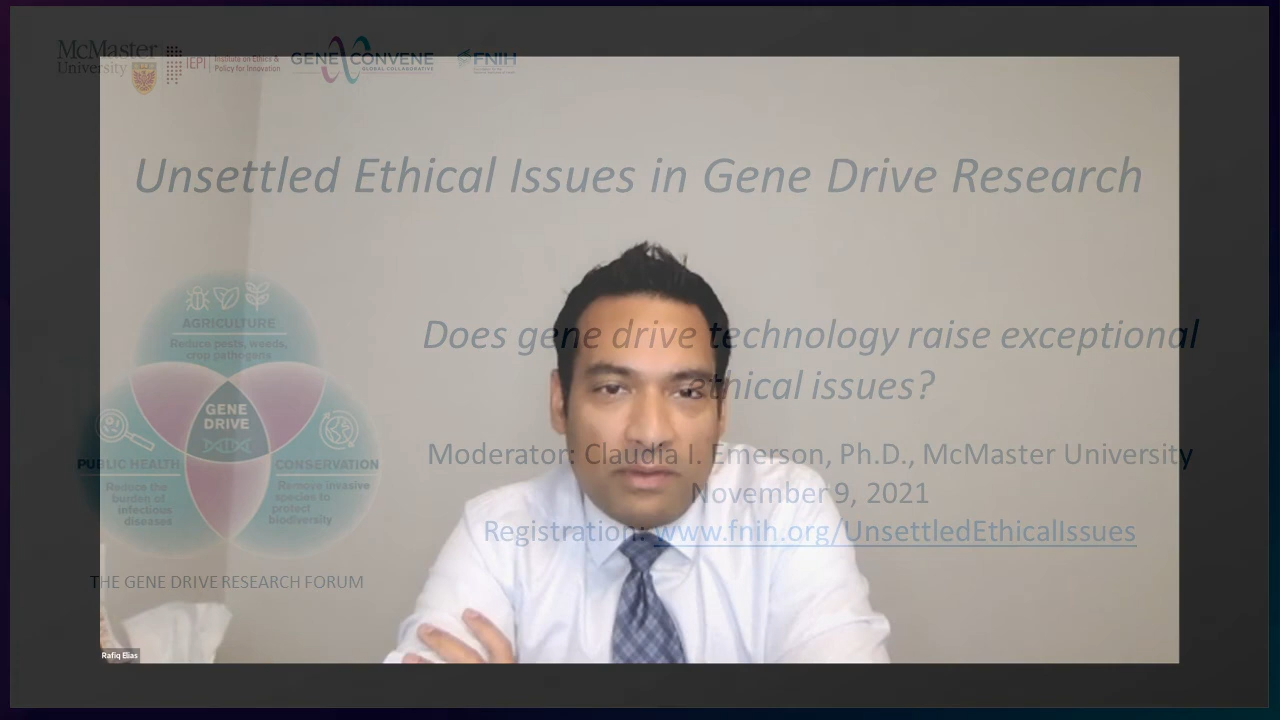 McMaster
University
IEPI
Institute on Ethics &
Policy for Innovation
GENE CONVENE
GLOBAL COLLABORATIVE
FNIH
Unsettled Ethical Issues in Gene Drive Research
AGRICULTURE
Reduce pests, weeds,
crop pathogens
GENE
DRIVE
PUBLIC HEALTH
Reduce the
burden of
infectious
diseases
CONSERVATION
Remove invasive
species to
protect
biodiversity
THE GENE DRIVE RESEARCH FORUM
Does gene drive technology raise exceptional
ethical issues?
Moderator: Claudia I. Emerson, Ph.D., McMaster University
November 9, 2021
Registration: www.fnih.org/UnsettledEthicalIssues
Rafiq Elias